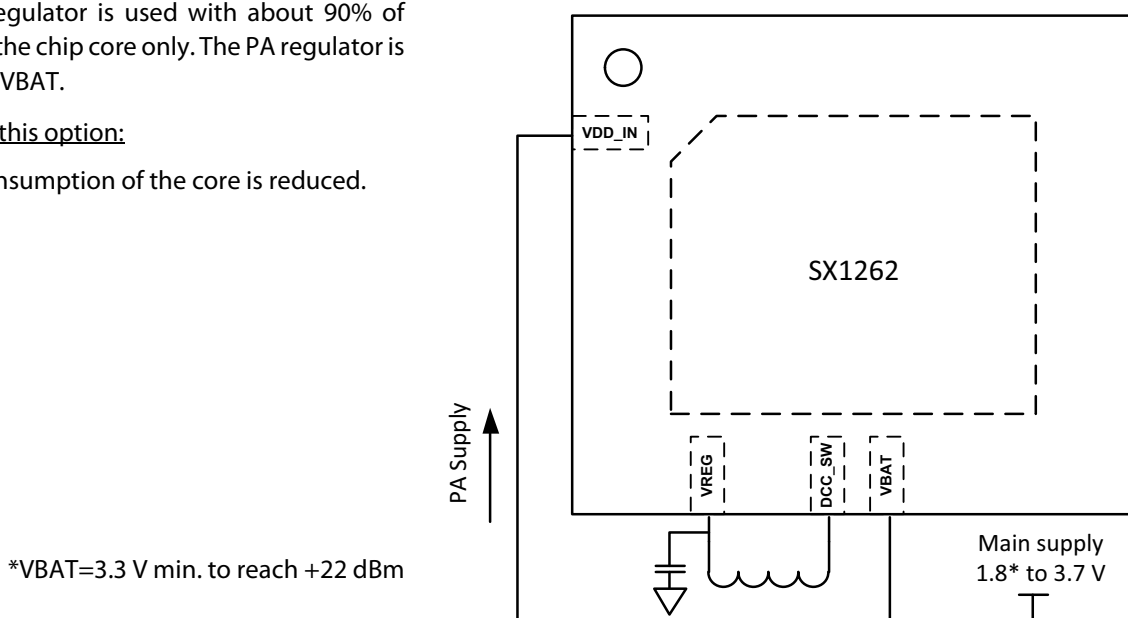 egulator is used with about 90% of
the chip core only. The PA regulator is
VBAT.
this option:
nsumption of the core is reduced.
*VBAT=3.3 V min. to reach +22 dBm
PA Supply
VDD_IN
SX1262
VREG
DCC_SW
VBAT
Main supply
1.8* to 3.7 V